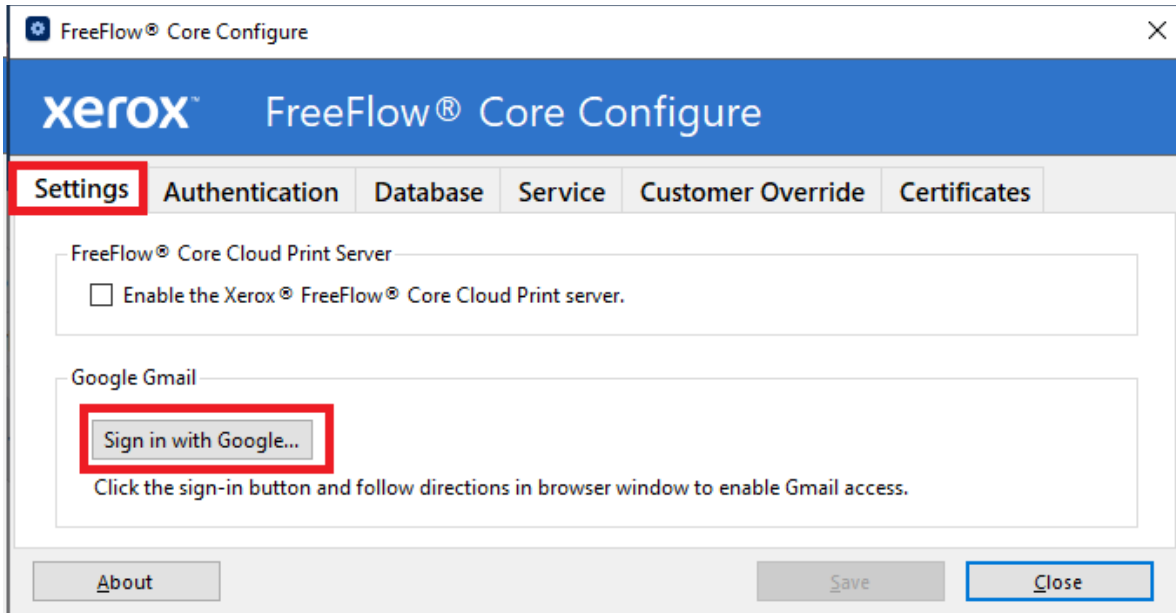 FreeFlow® Core Configure
xerox™ FreeFlow® Core Configure
Settings Authentication Database Service Customer Override Certificates
FreeFlow® Core Cloud Print Server
Enable the Xerox® FreeFlow® Core Cloud Print server.
Google Gmail
Sign in with Google...
Click the sign-in button and follow directions in browser window to enable Gmail access.
About Save Close